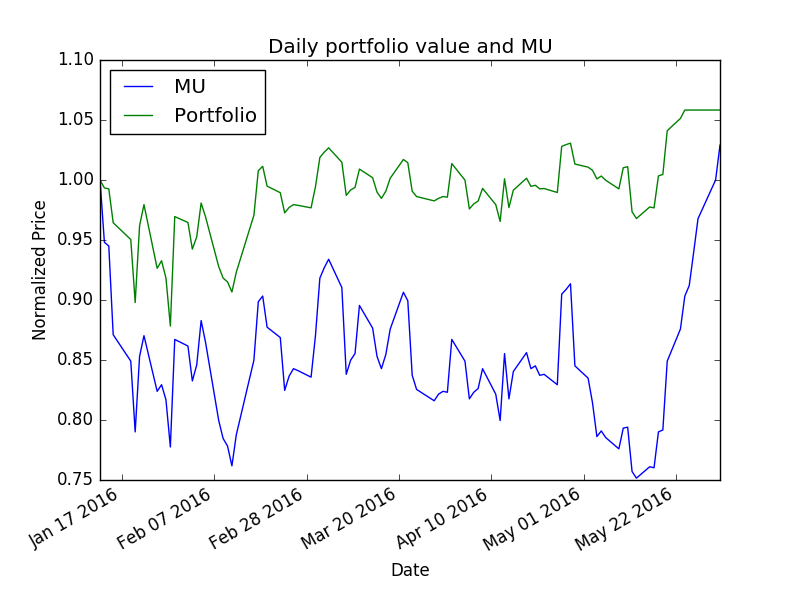 Daily portfolio value and MU
1.10
1.05
1.00
0.95
0.90
0.85
0.80
0.75
Normalized Price
MU
Portfolio
Jan 17 2016
Feb 07 2016
Feb 28 2016
Mar 20 2016
Apr 10 2016
May 01 2016
May 22 2016
Date